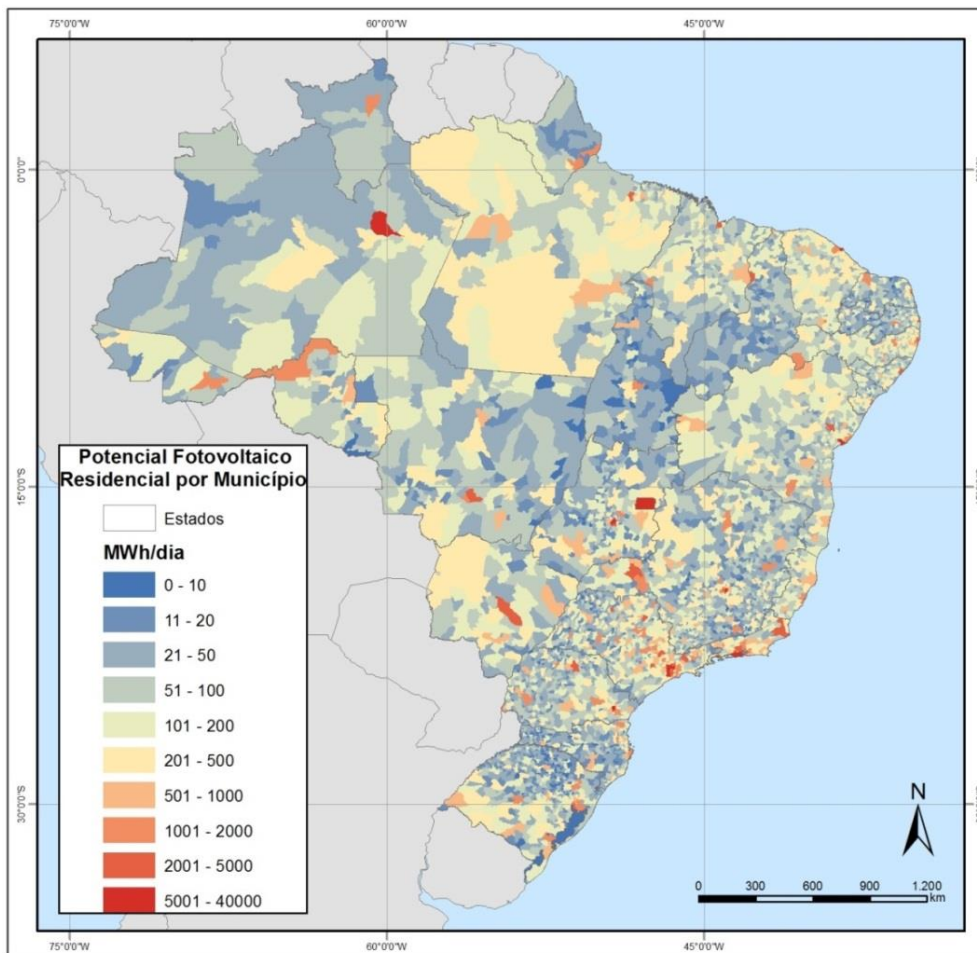 75°0'0"W 60°0'0"W 45°0'0"W
0°0'0"
15°0'0"S
30°0'0"S
Potencial Fotovoltaico
Residencial por Município
Estados
MWh/dia
0 - 10
11 - 20
21 - 50
51 - 100
101 - 200
201 - 500
501 - 1000
1001 - 2000
2001 - 5000
5001 - 40000
N
0 300 600 900 1.200
km
75°0'0"W 60°0'0"W 45°0'0"W